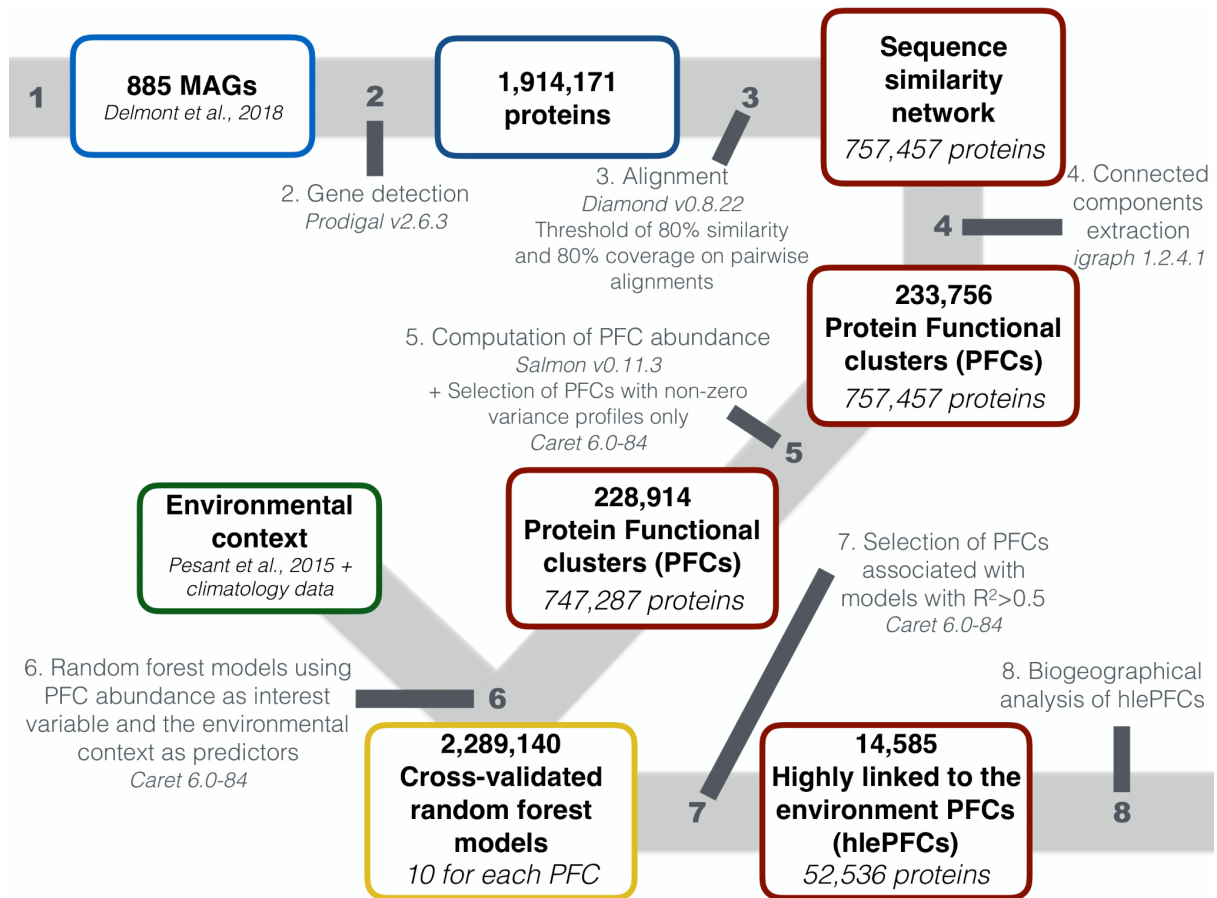 1
885 MAGs
Delmont et al., 2018
2
2. Gene detection
Prodigal v2.6.3
1,914,171
proteins
3
3. Alignment
Diamond v0.8.22
Threshold of 80% similarity
and 80% coverage on pairwise
alignments
Sequence
similarity
network
757,457 proteins
4
4. Connected
components
extraction
igraph 1.2.4.1
233,756
Protein Functional
clusters (PFCs)
757,457 proteins
5. Computation of PFC abundance
Salmon v0.11.3
+ Selection of PFCs with non-zero
variance profiles only
Caret 6.0-84
5
228,914
Protein Functional
clusters (PFCs)
747,287 proteins
Environmental
context
Pesant et al., 2015 +
climatology data
6. Random forest models using
PFC abundance as interest
variable and the environmental
context as predictors
Caret 6.0-84
6
2,289,140
Cross-validated
random forest
models
10 for each PFC
7. Selection of PFCs
associated with
models with R²>0.5
Caret 6.0-84
7
14,585
Highly linked to the
environment PFCs
(hlePFCs)
52,536 proteins
8. Biogeographical
analysis of hlePFCs
8